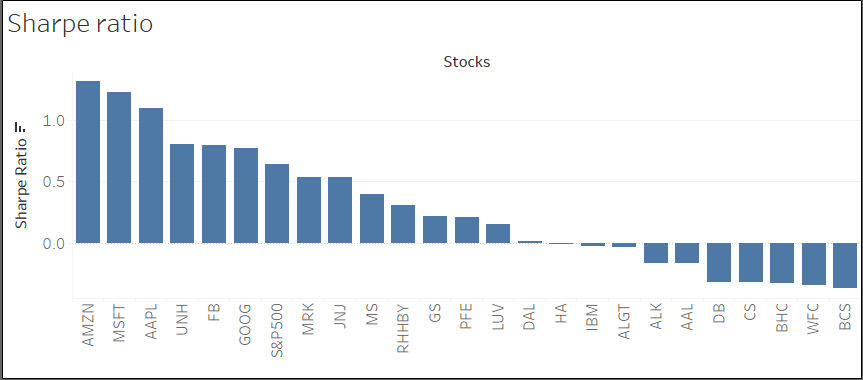 Sharpe ratio
Stocks
Sharpe Ratio
1.0
0.5
0.0
AMZN
MSFT
AAPL
UNH
FB
GOOG
S&P500
MRK
JNJ
MS
RHHBY
GS
PFE
LUV
DAL
HA
IBM
ALGT
ALK
AAL
DB
CS
BHC
WFC
BCS